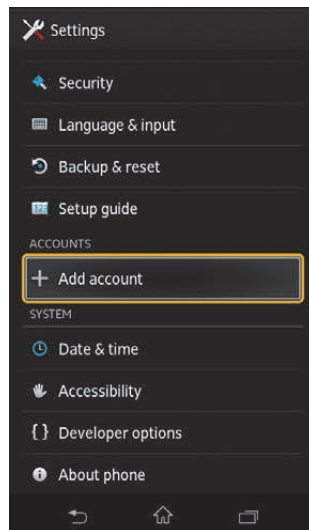 Settings
Security
Language & input
Backup & reset
Setup guide
ACCOUNTS
Add account
SYSTEM
Date & time
Accessibility
{ } Developer options
About phone